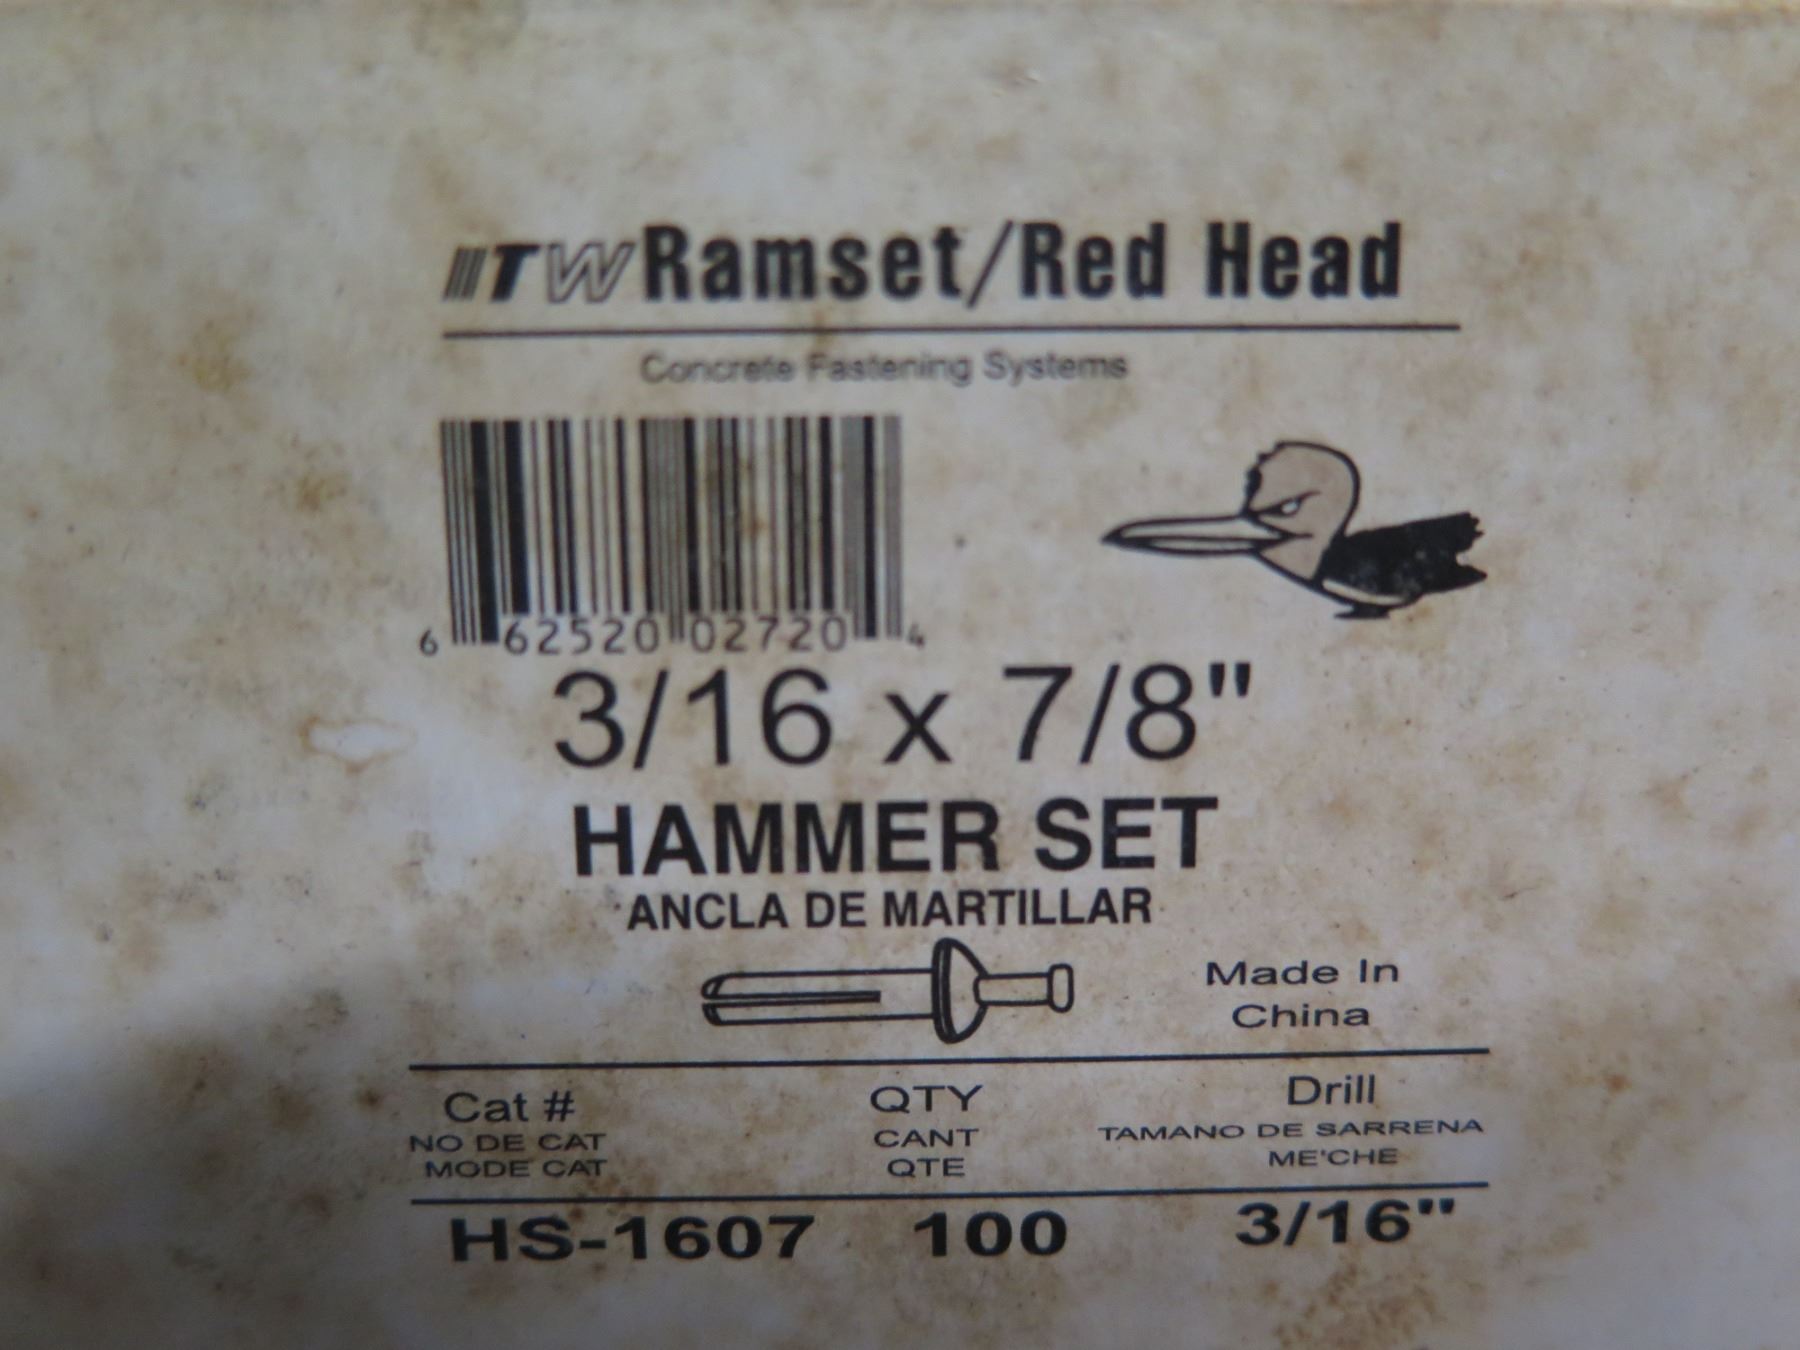 ITW Ramset/Red Head
Concrete Fastening Systems
6 62520 02720 4
3/16 x 7/8"
HAMMER SET
ANCLA DE MARTILLAR
Made In
China
Cat # QTY Drill
NO DE CAT CANT TAMANO DE SARRENA
MODE CAT QTE ME'CHE
HS-1607 100 3/16"